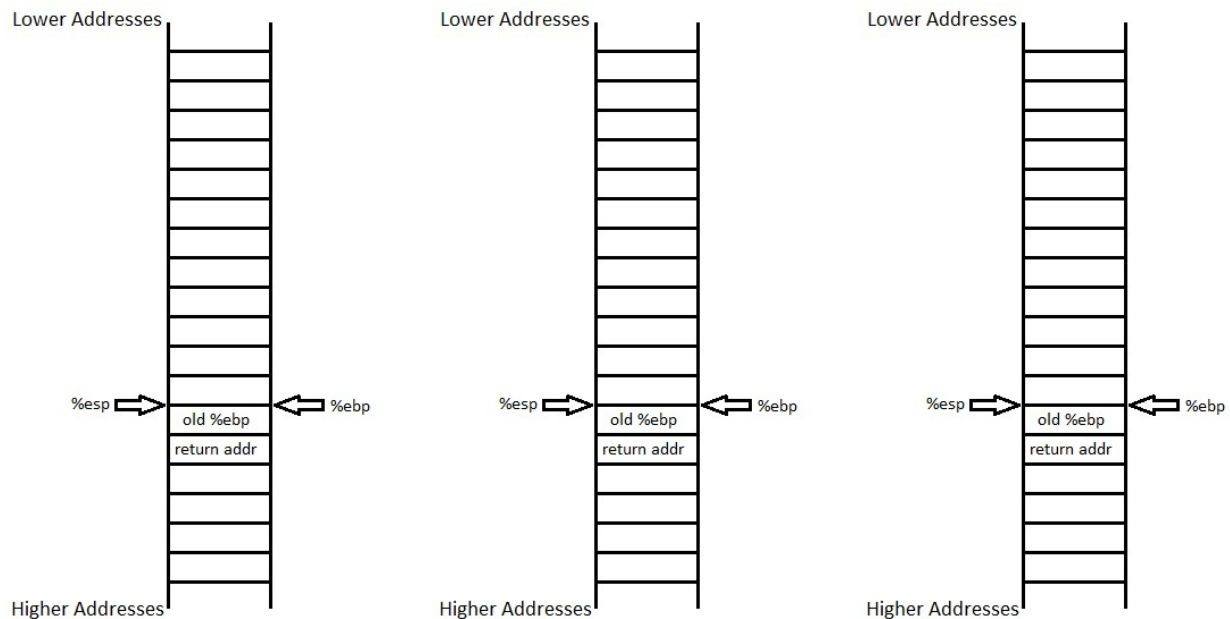 Lower Addresses
%esp
%ebp
old %ebp
return addr
Higher Addresses
Lower Addresses
%esp
%ebp
old %ebp
return addr
Higher Addresses
Lower Addresses
%esp
%ebp
old %ebp
return addr
Higher Addresses